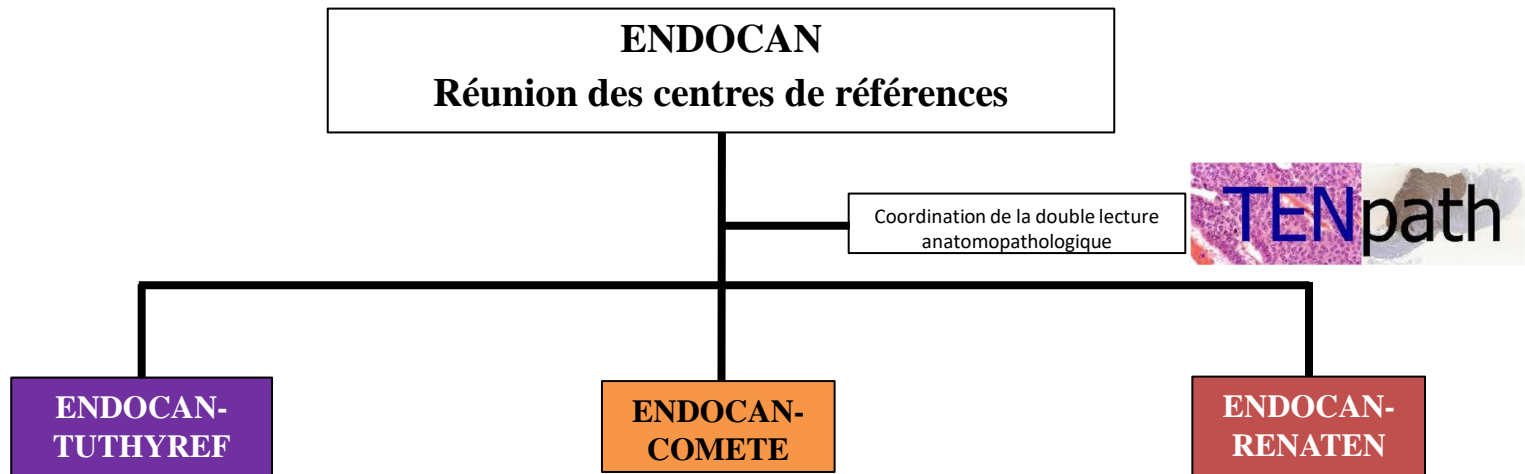 ENDOCAN
Réunion des centres de références
Coordination de la double lecture
anatomopathologique
TENpath
ENDOCAN-
TUTHYREF
ENDOCAN-
COMETE
ENDOCAN-
RENATEN